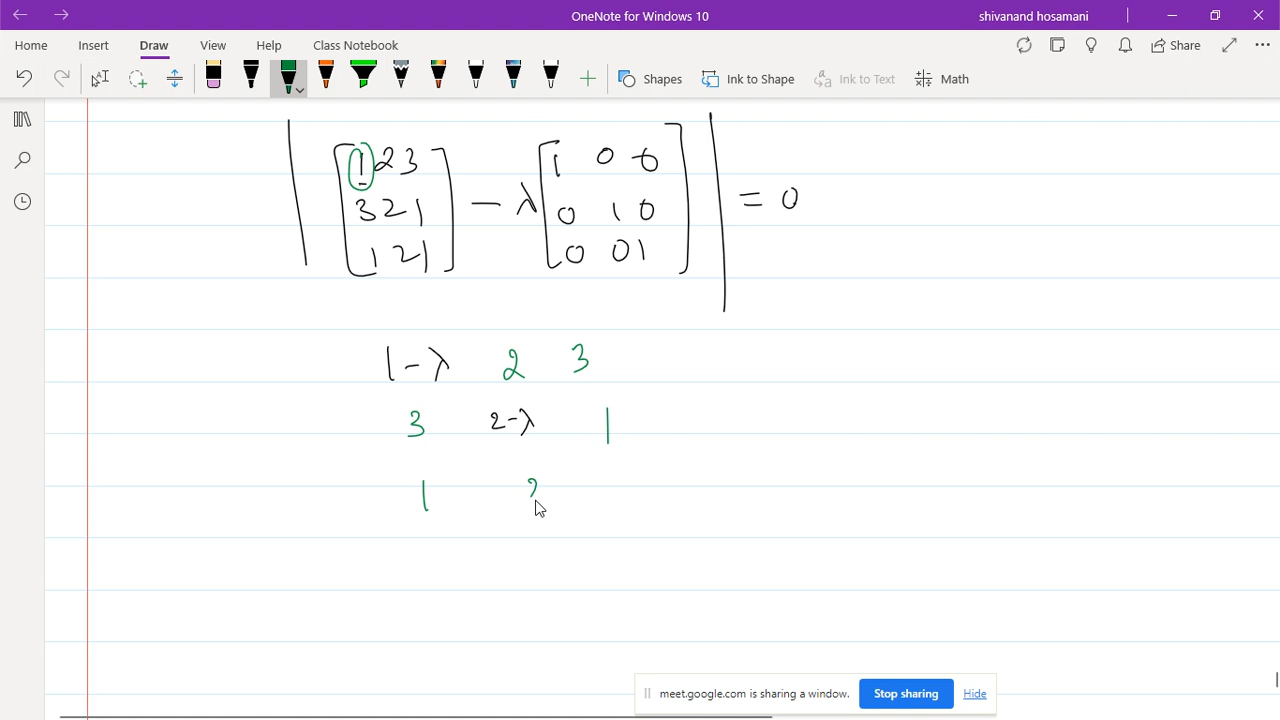 OneNote for Windows 10
shivanand hosamani
Home Insert Draw View Help Class Notebook
Share
Shapes Ink to Shape Ink to Text Math
1 2 3 1 0 0
3 2 1 − λ 0 1 0 = 0
1 2 1 0 0 1
1 − λ 2 3
3 2 − λ 1
1
meet.google.com is sharing a window. Stop sharing Hide